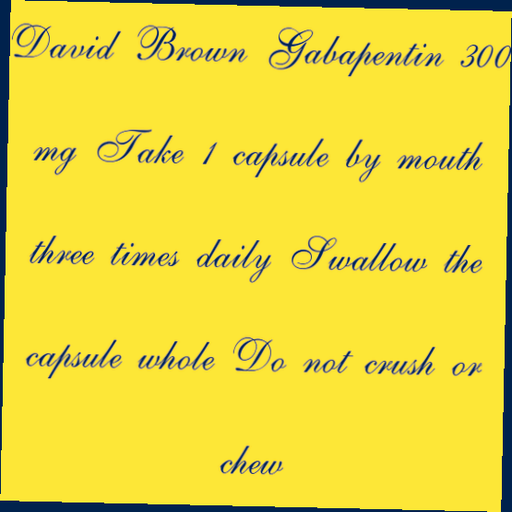 David Brown Gabapentin 300
mg Take 1 capsule by mouth
three times daily Swallow the
capsule whole Do not crush or
chew